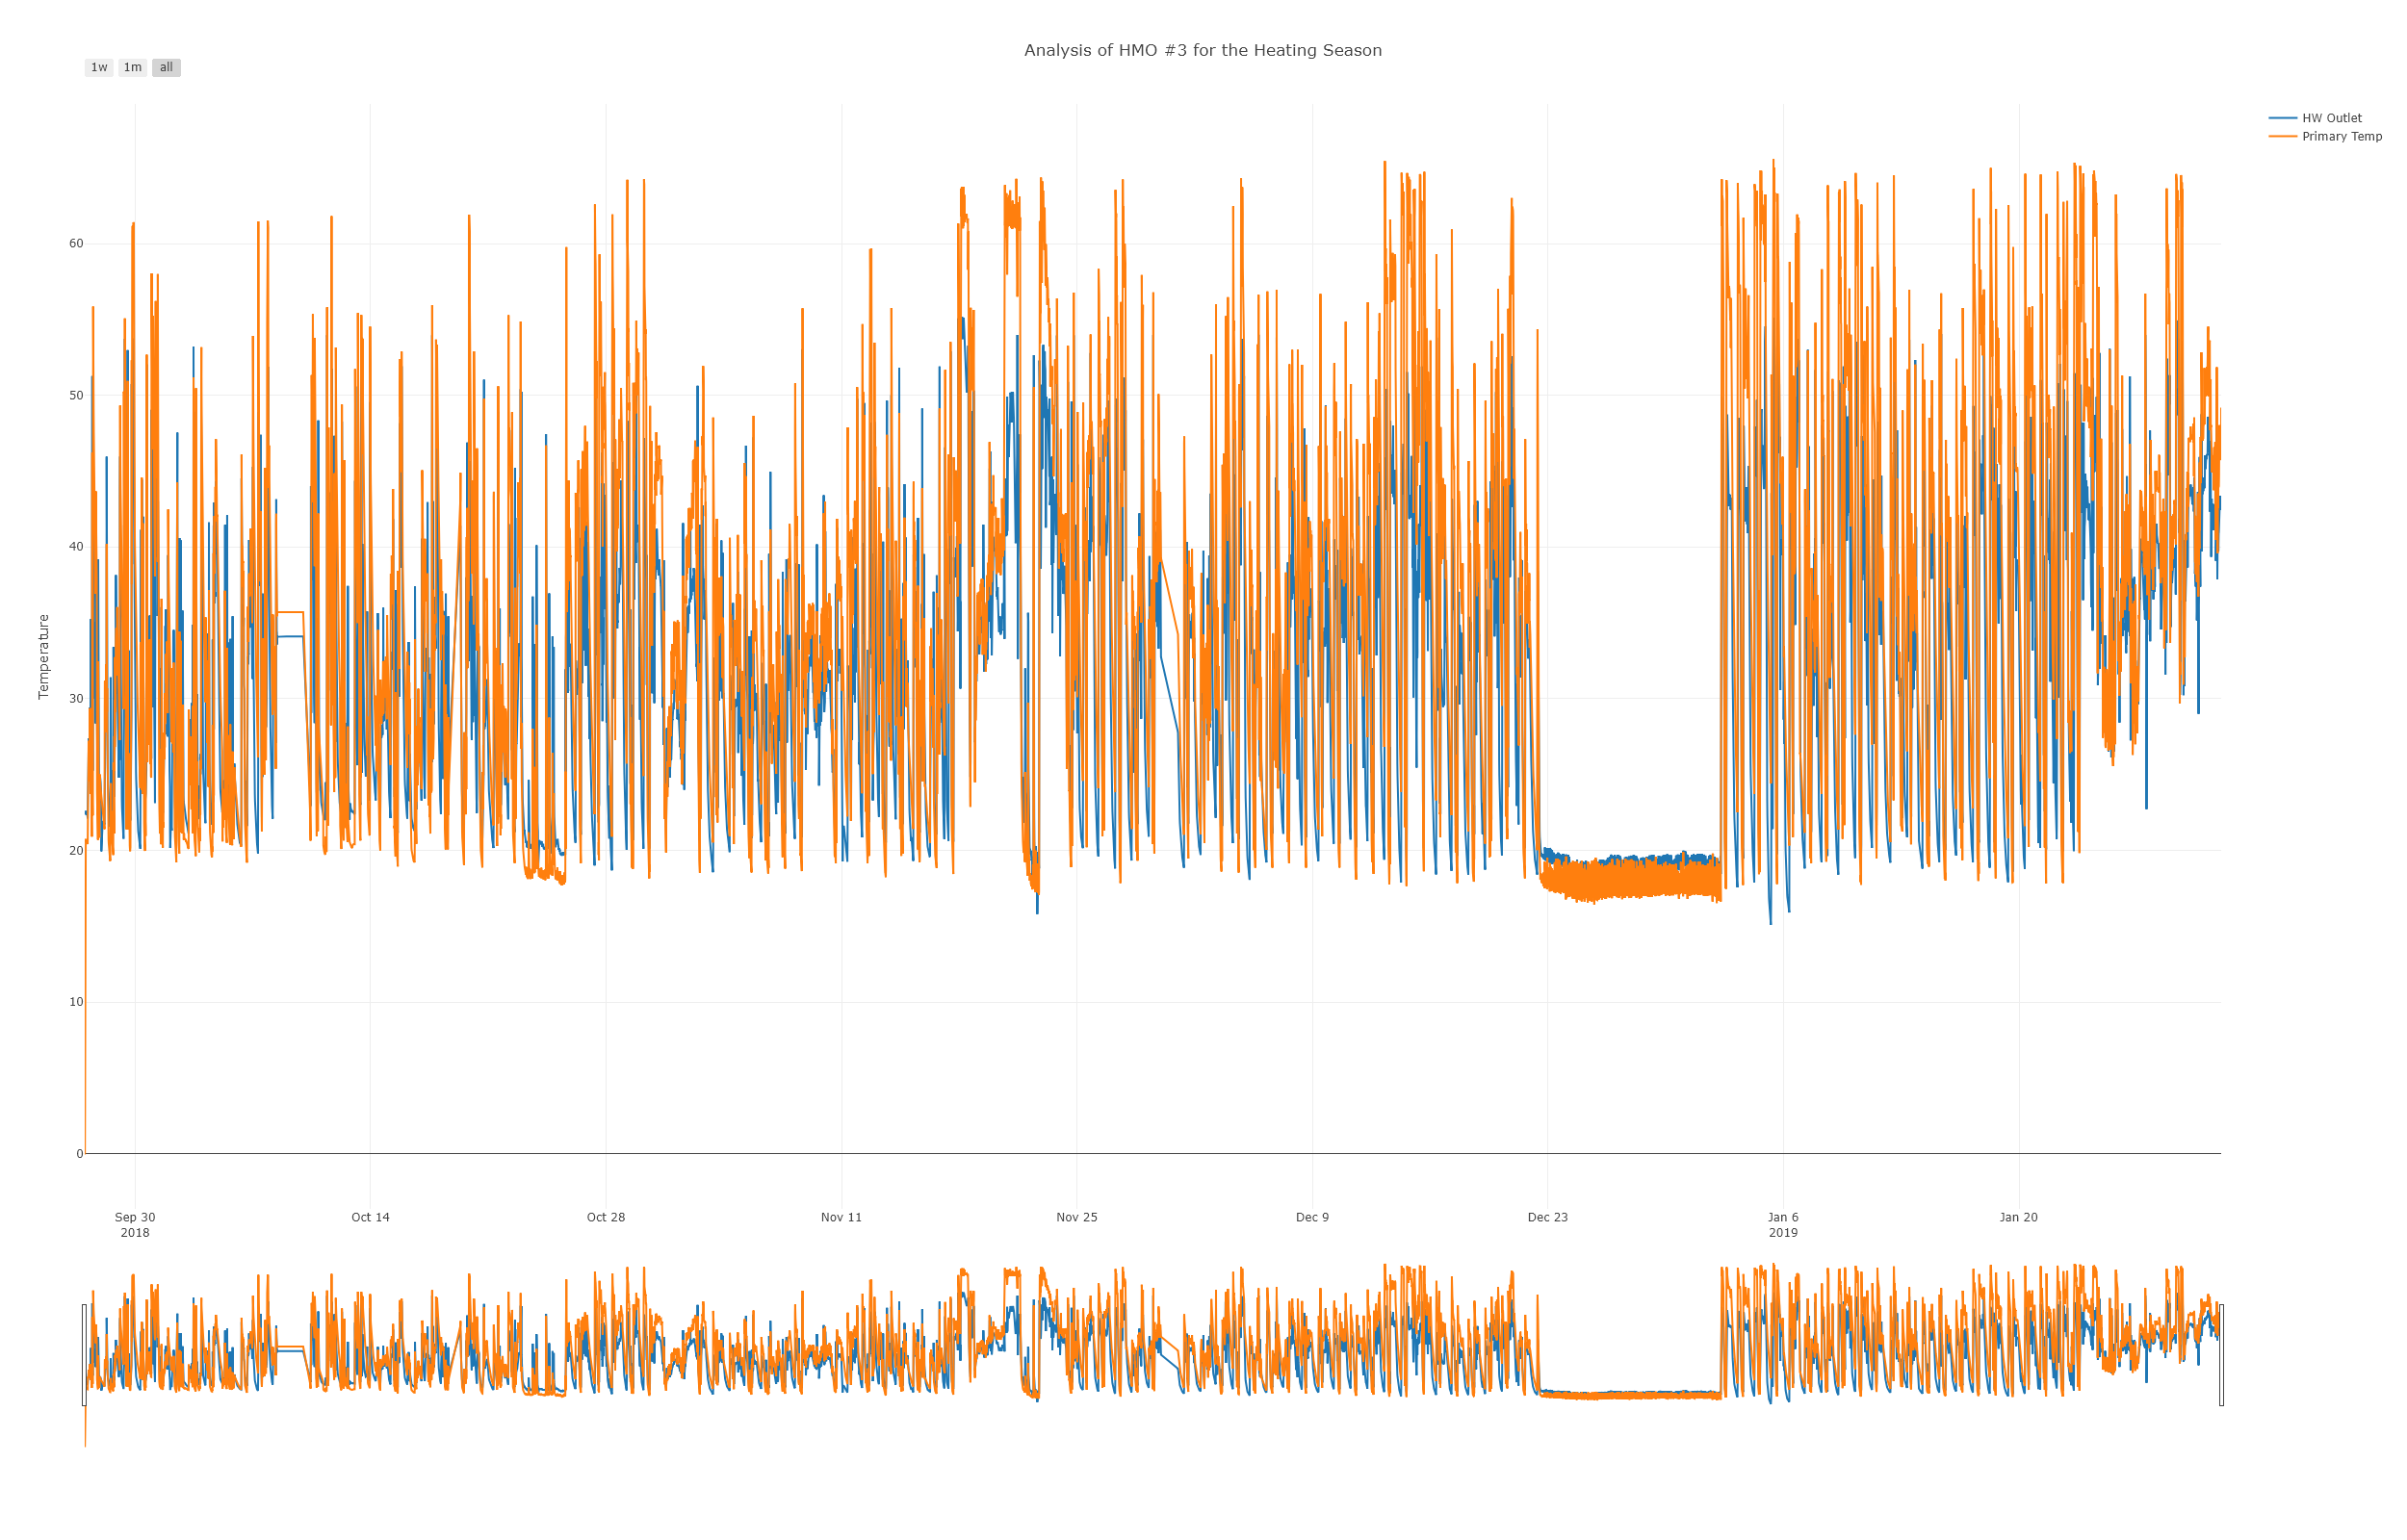 Analysis of HMO #3 for the Heating Season
1w 1m all
HW Outlet
Primary Temp
Temperature
60
50
40
30
20
10
0
Sep 30
2018
Oct 14
Oct 28
Nov 11
Nov 25
Dec 9
Dec 23
Jan 6
2019
Jan 20